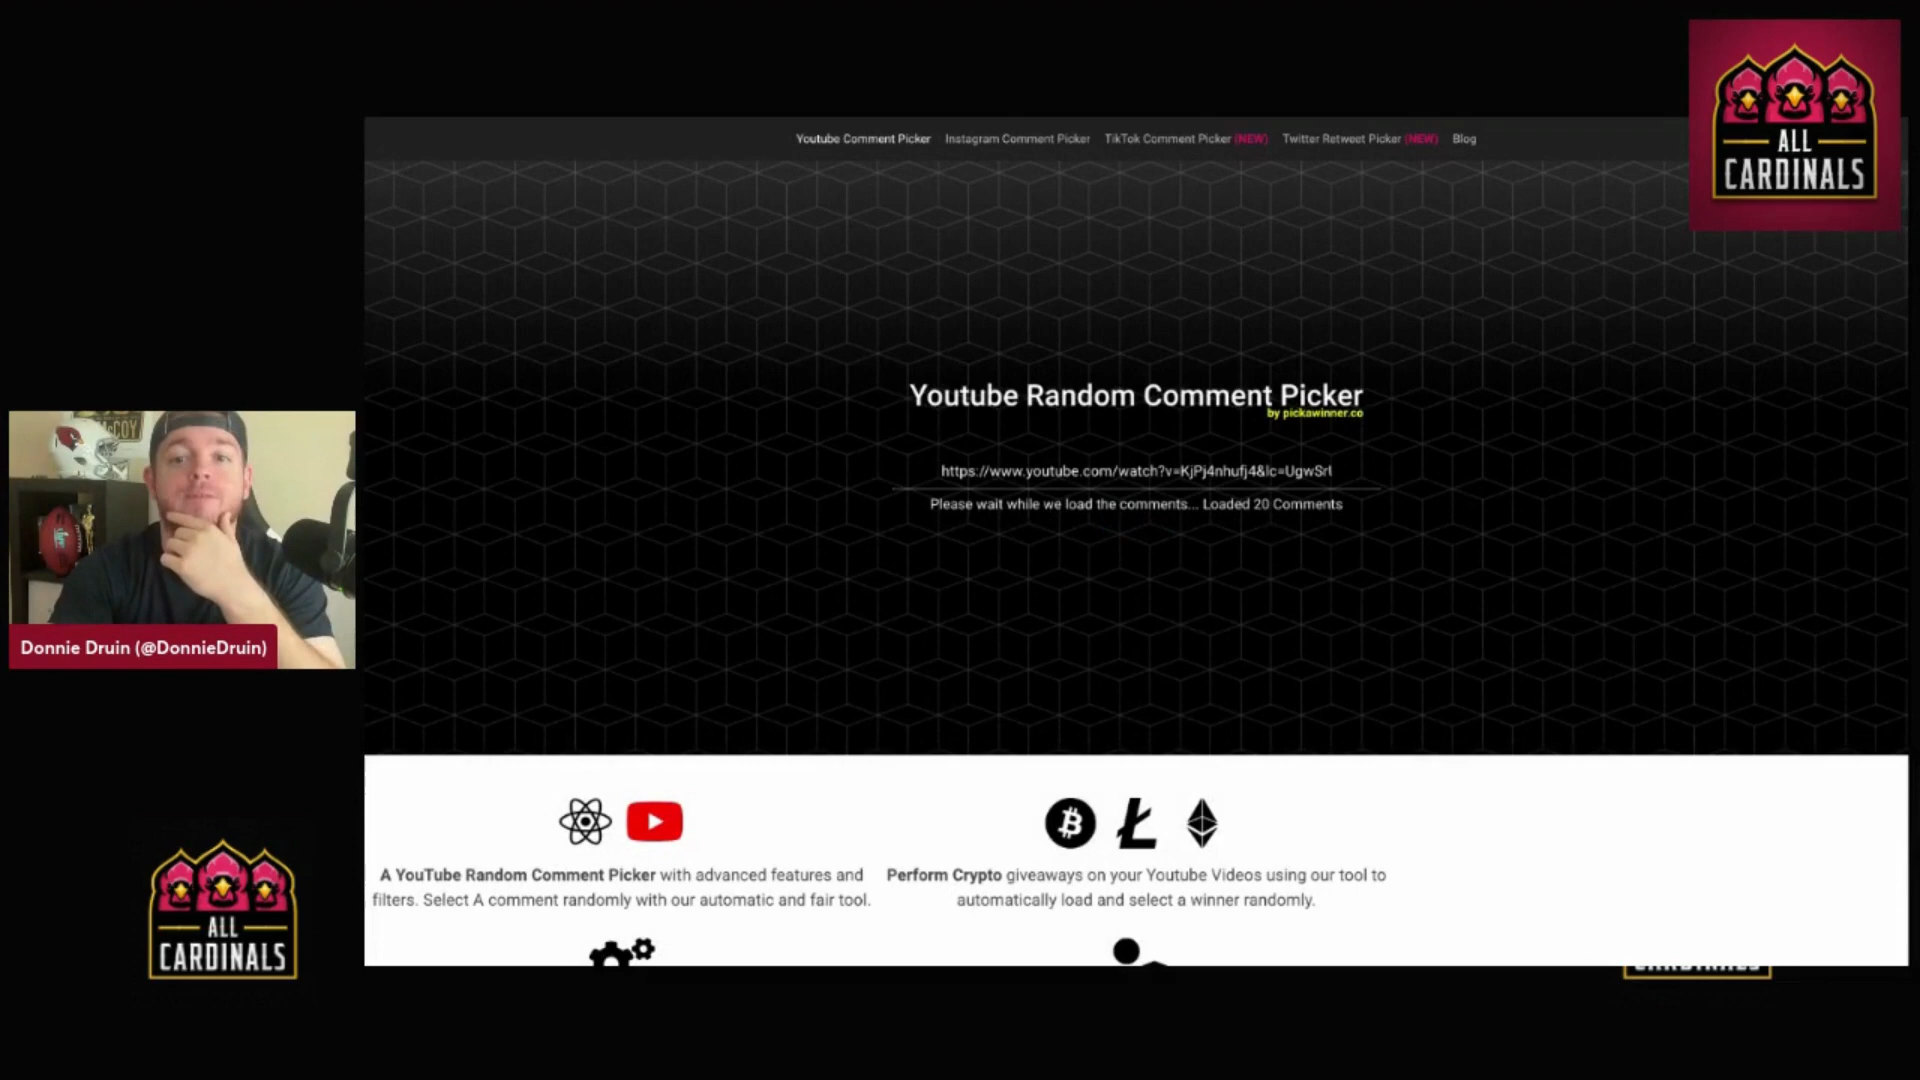 Youtube Comment Picker Instagram Comment Picker TikTok Comment Picker (NEW) Twitter Retweet Picker (NEW) Blog
ALL
CARDINALS
Youtube Random Comment Picker
by pickawinner.co
https://www.youtube.com/watch?v=KjPj4nhufj4&lc=UgwSrl
Please wait while we load the comments... Loaded 20 Comments
McCOY
Donnie Druin (@DonnieDruin)
A YouTube Random Comment Picker with advanced features and
filters. Select A comment randomly with our automatic and fair tool.
Perform Crypto giveaways on your Youtube Videos using our tool to
automatically load and select a winner randomly.
ALL
CARDINALS
CARDINALS